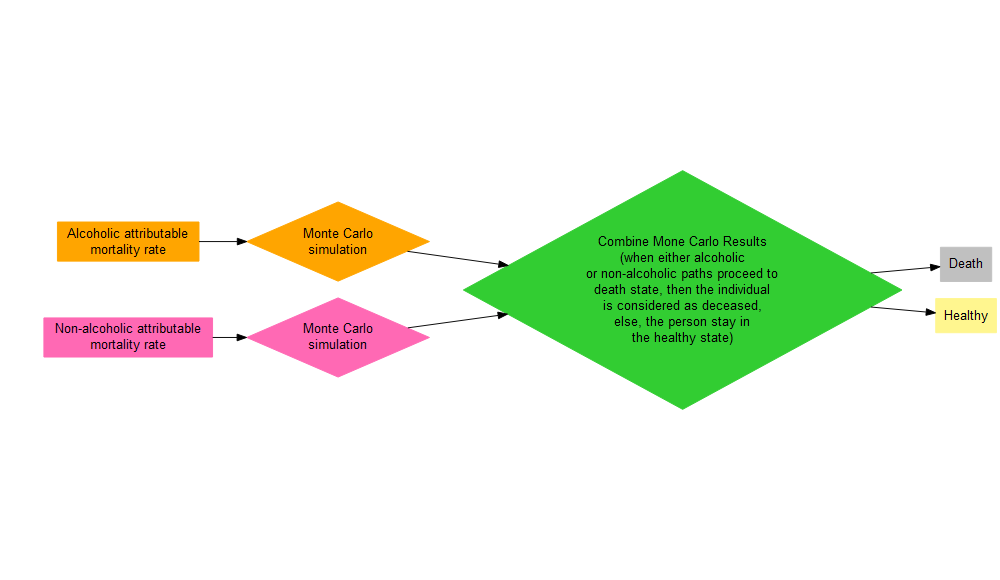 Alcoholic attributable
mortality rate
Monte Carlo
simulation
Non-alcoholic attributable
mortality rate
Monte Carlo
simulation
Combine Mone Carlo Results
(when either alcoholic
or non-alcoholic paths proceed to
death state, then the individual
is considered as deceased,
else, the person stay in
the healthy state)
Death
Healthy